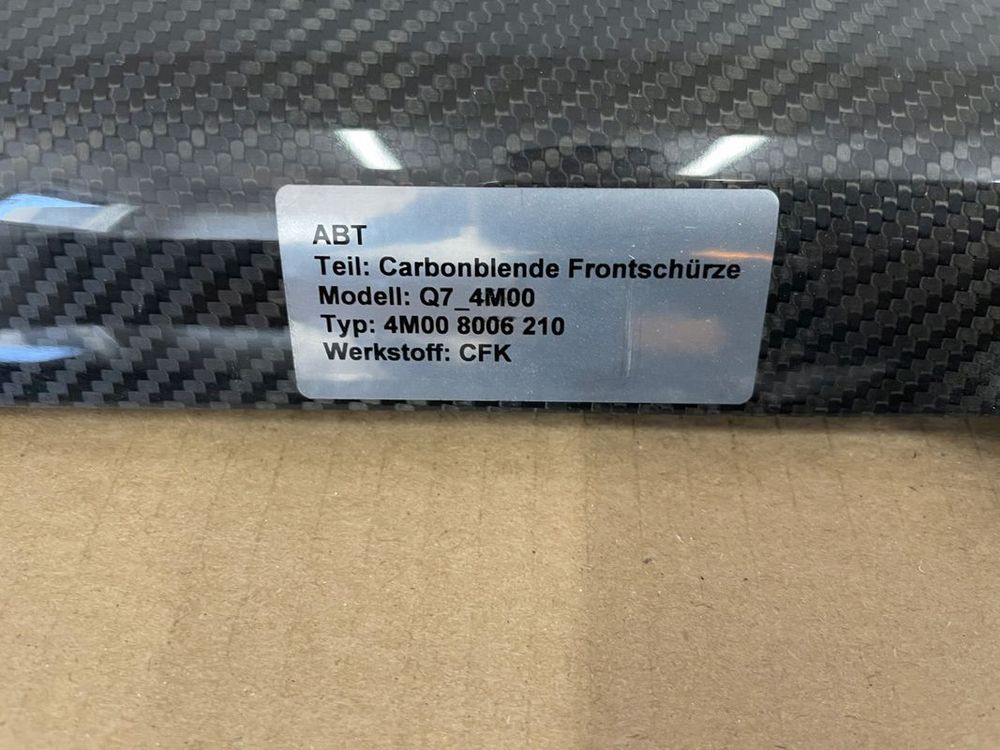 ABT
Teil: Carbonblende Frontschürze
Modell: Q7_4M00
Typ: 4M00 8006 210
Werkstoff: CFK